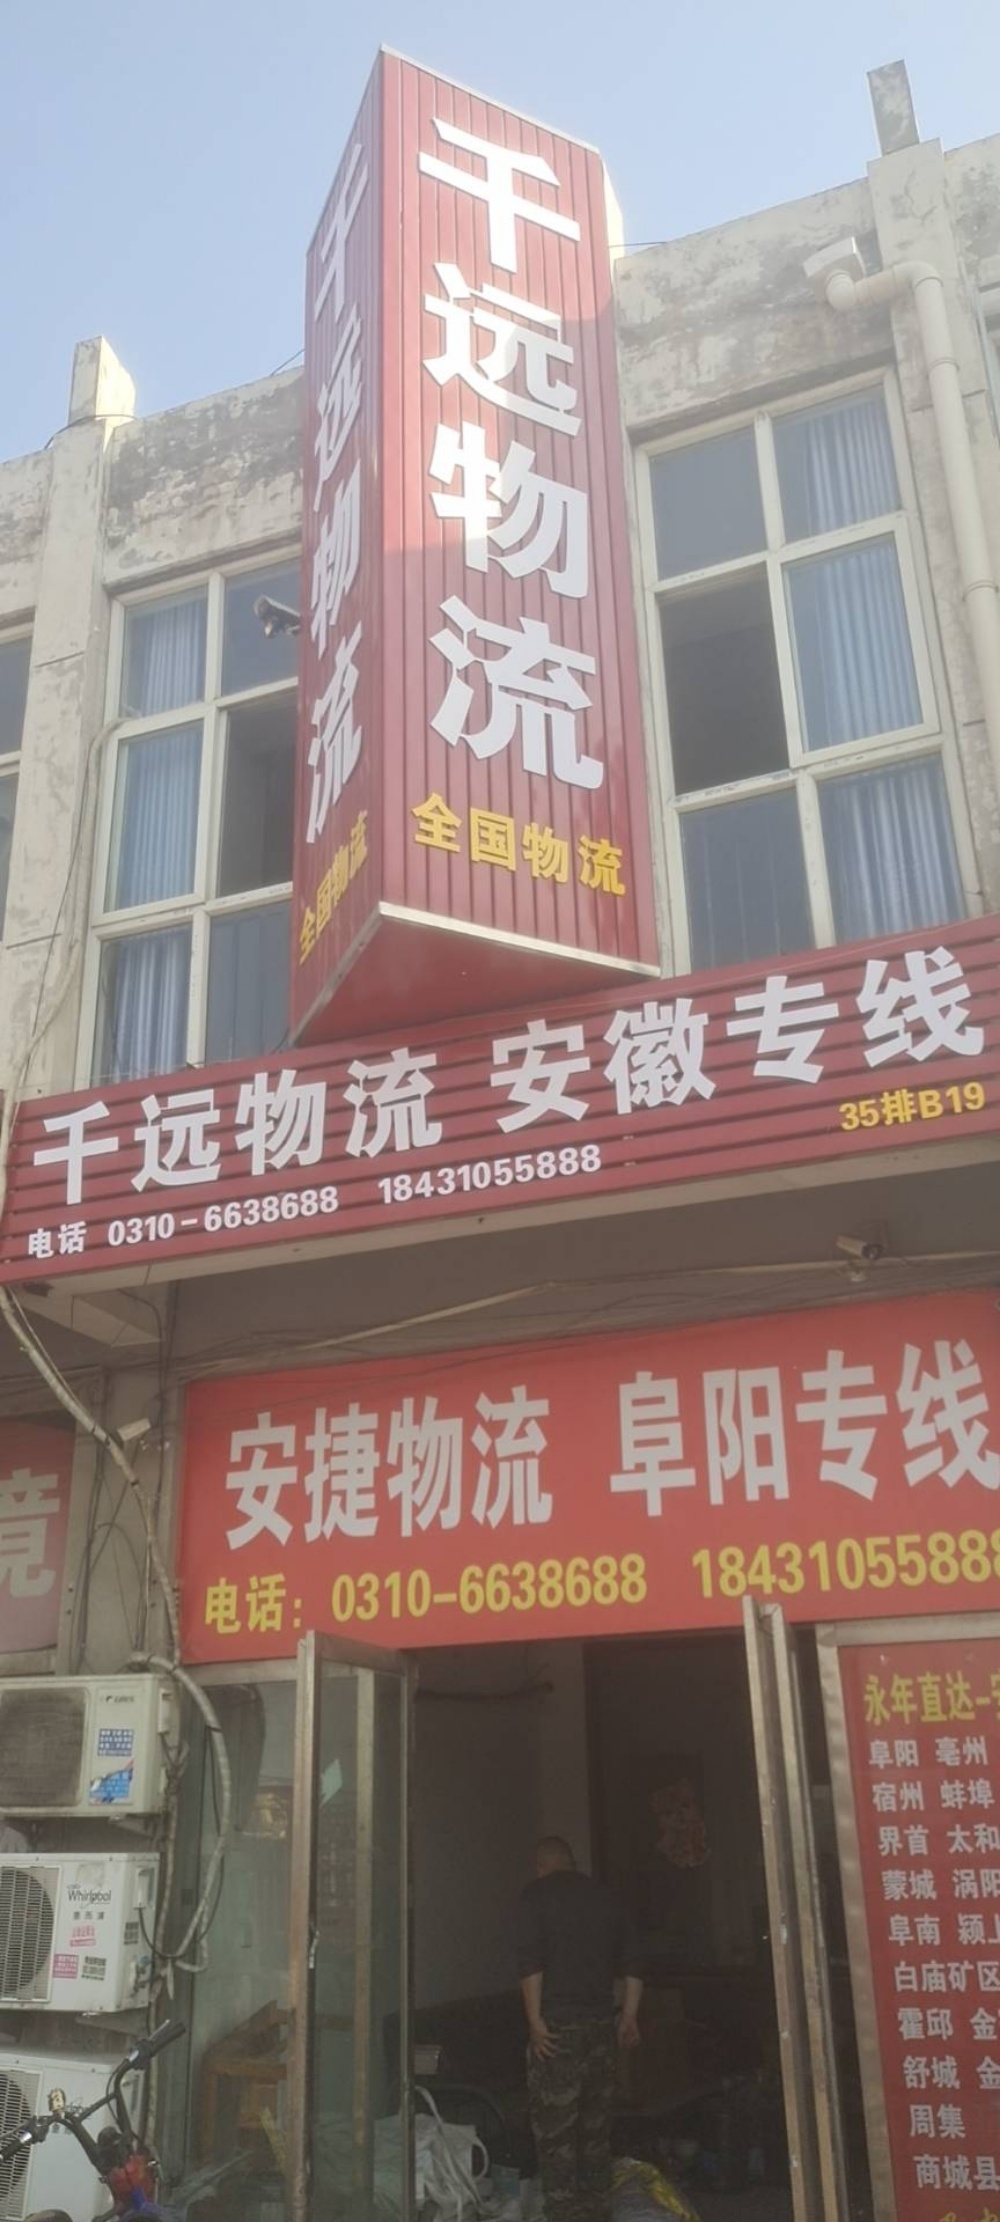 千远物流
全国物流
千远物流
全国物流
千远物流 安徽专线
35排B19
电话 0310-6638688 18431055888
安捷物流 阜阳专线
电话: 0310-6638688 18431055888
竟
永年直达-
阜阳 亳州
宿州 蚌埠
界首 太和
蒙城 涡阳
阜南 颍上
白庙矿区
霍邱 金
舒城 金
周集
商城县
Whirlpool